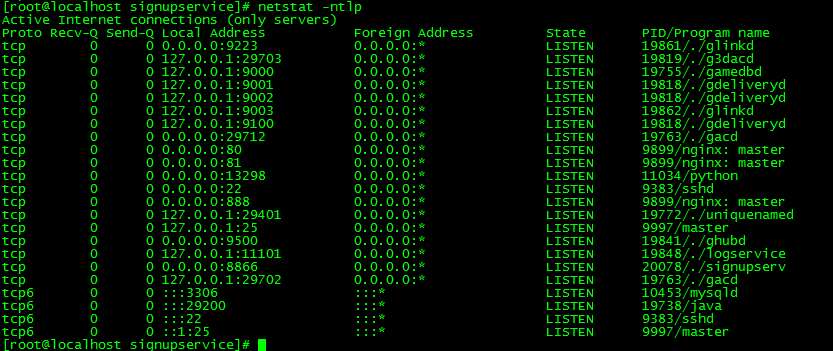 [root@localhost signupservice]# netstat -ntlp
Active Internet connections (only servers)
Proto Recv-Q Send-Q Local Address           Foreign Address         State       PID/Program name
tcp        0      0 0.0.0.0:9223            0.0.0.0:*               LISTEN      19861/./glinkd
tcp        0      0 127.0.0.1:29703         0.0.0.0:*               LISTEN      19819/./g3dacd
tcp        0      0 127.0.0.1:9000          0.0.0.0:*               LISTEN      19755/./gamedbd
tcp        0      0 127.0.0.1:9001          0.0.0.0:*               LISTEN      19818/./gdeliveryd
tcp        0      0 127.0.0.1:9002          0.0.0.0:*               LISTEN      19818/./gdeliveryd
tcp        0      0 127.0.0.1:9003          0.0.0.0:*               LISTEN      19862/./glinkd
tcp        0      0 127.0.0.1:9100          0.0.0.0:*               LISTEN      19818/./gdeliveryd
tcp        0      0 0.0.0.0:29712           0.0.0.0:*               LISTEN      19763/./gacd
tcp        0      0 0.0.0.0:80              0.0.0.0:*               LISTEN      9899/nginx: master
tcp        0      0 0.0.0.0:81              0.0.0.0:*               LISTEN      9899/nginx: master
tcp        0      0 0.0.0.0:13298           0.0.0.0:*               LISTEN      11034/python
tcp        0      0 0.0.0.0:22              0.0.0.0:*               LISTEN      9383/sshd
tcp        0      0 0.0.0.0:888             0.0.0.0:*               LISTEN      9899/nginx: master
tcp        0      0 127.0.0.1:29401         0.0.0.0:*               LISTEN      19772/./uniquenamed
tcp        0      0 127.0.0.1:25            0.0.0.0:*               LISTEN      9997/master
tcp        0      0 0.0.0.0:9500            0.0.0.0:*               LISTEN      19841/./ghubd
tcp        0      0 127.0.0.1:11101         0.0.0.0:*               LISTEN      19848/./logservice
tcp        0      0 0.0.0.0:8866            0.0.0.0:*               LISTEN      20078/./signupserv
tcp        0      0 127.0.0.1:29702         0.0.0.0:*               LISTEN      19763/./gacd
tcp6       0      0 :::3306                 :::*                    LISTEN      10453/mysqld
tcp6       0      0 :::29200                :::*                    LISTEN      19738/java
tcp6       0      0 :::22                   :::*                    LISTEN      9383/sshd
tcp6       0      0 ::1:25                  :::*                    LISTEN      9997/master
[root@localhost signupservice]#